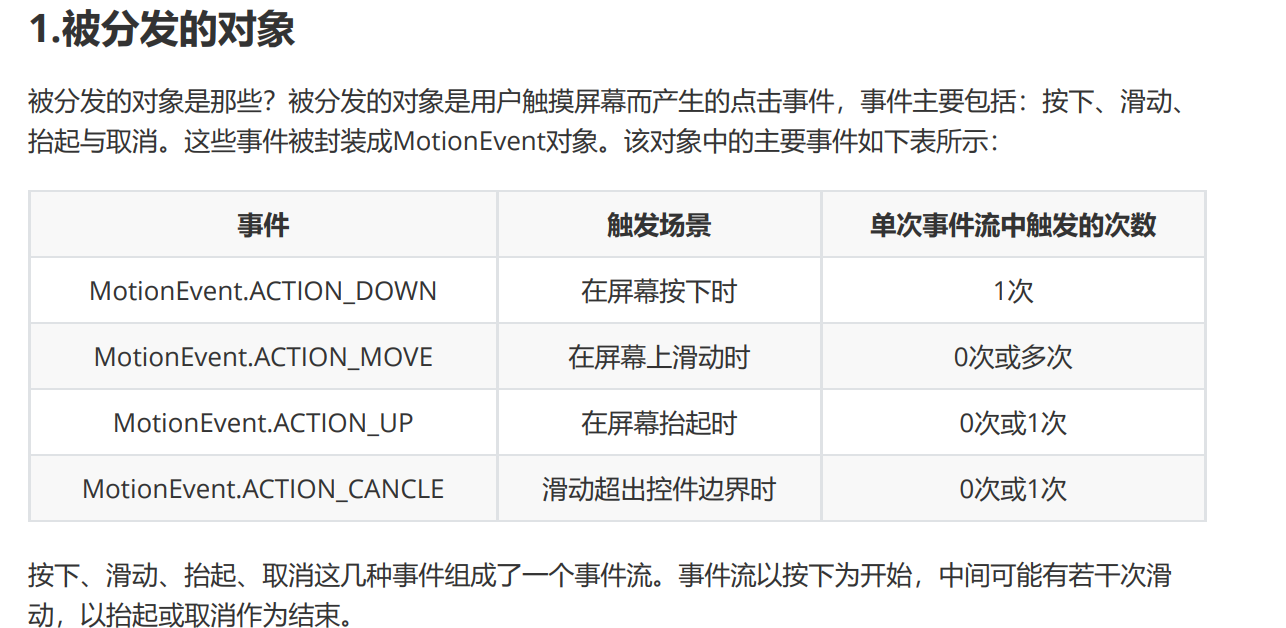 1.被分发的对象
被分发的对象是那些？被分发的对象是用户触摸屏幕而产生的点击事件，事件主要包括：按下、滑动、
抬起与取消。这些事件被封装成MotionEvent对象。该对象中的主要事件如下表所示：
事件 触发场景 单次事件流中触发的次数
MotionEvent.ACTION_DOWN 在屏幕按下时 1次
MotionEvent.ACTION_MOVE 在屏幕上滑动时 0次或多次
MotionEvent.ACTION_UP 在屏幕抬起时 0次或1次
MotionEvent.ACTION_CANCLE 滑动超出控件边界时 0次或1次
按下、滑动、抬起、取消这几种事件组成了一个事件流。事件流以按下为开始，中间可能有若干次滑
动，以抬起或取消作为结束。